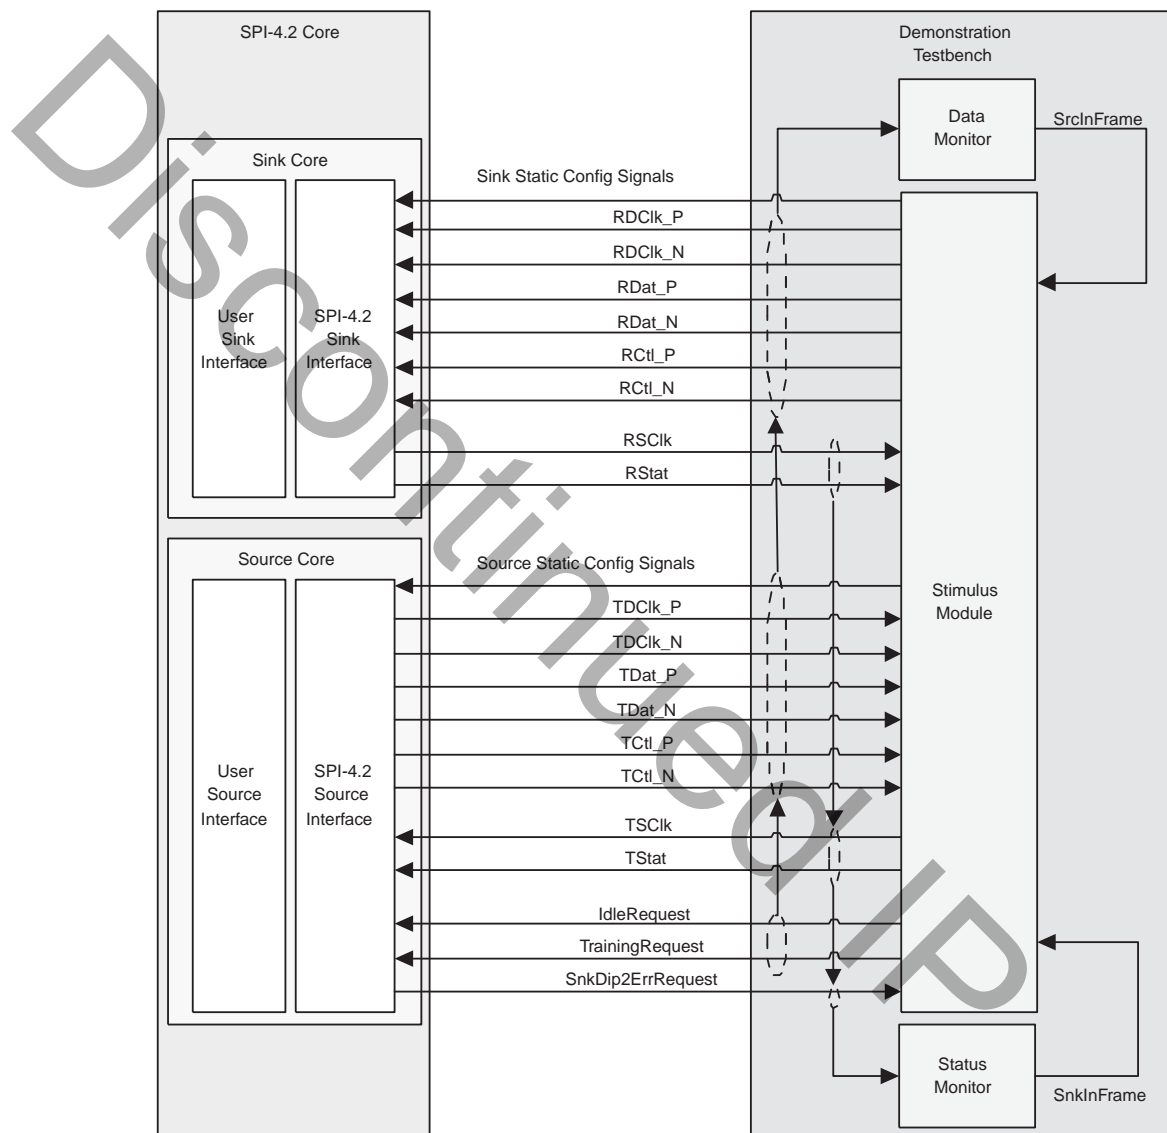 SPI-4.2 Core
Demonstration
Testbench
Data
Monitor
SrcInFrame
Sink Core
Sink Static Config Signals
RDClk_P
RDClk_N
RDat_P
User
Sink
Interface
SPI-4.2
Sink
Interface
RDat_N
RCtl_P
RCtl_N
RSClk
RStat
Source Core
Source Static Config Signals
Stimulus
Module
TDClk_P
TDClk_N
TDat_P
TDat_N
TCtl_P
TCtl_N
User
Source
Interface
SPI-4.2
Source
Interface
TSClk
TStat
IdleRequest
TrainingRequest
SnkDip2ErrRequest
Status
Monitor
SnkInFrame
Discontinued IP